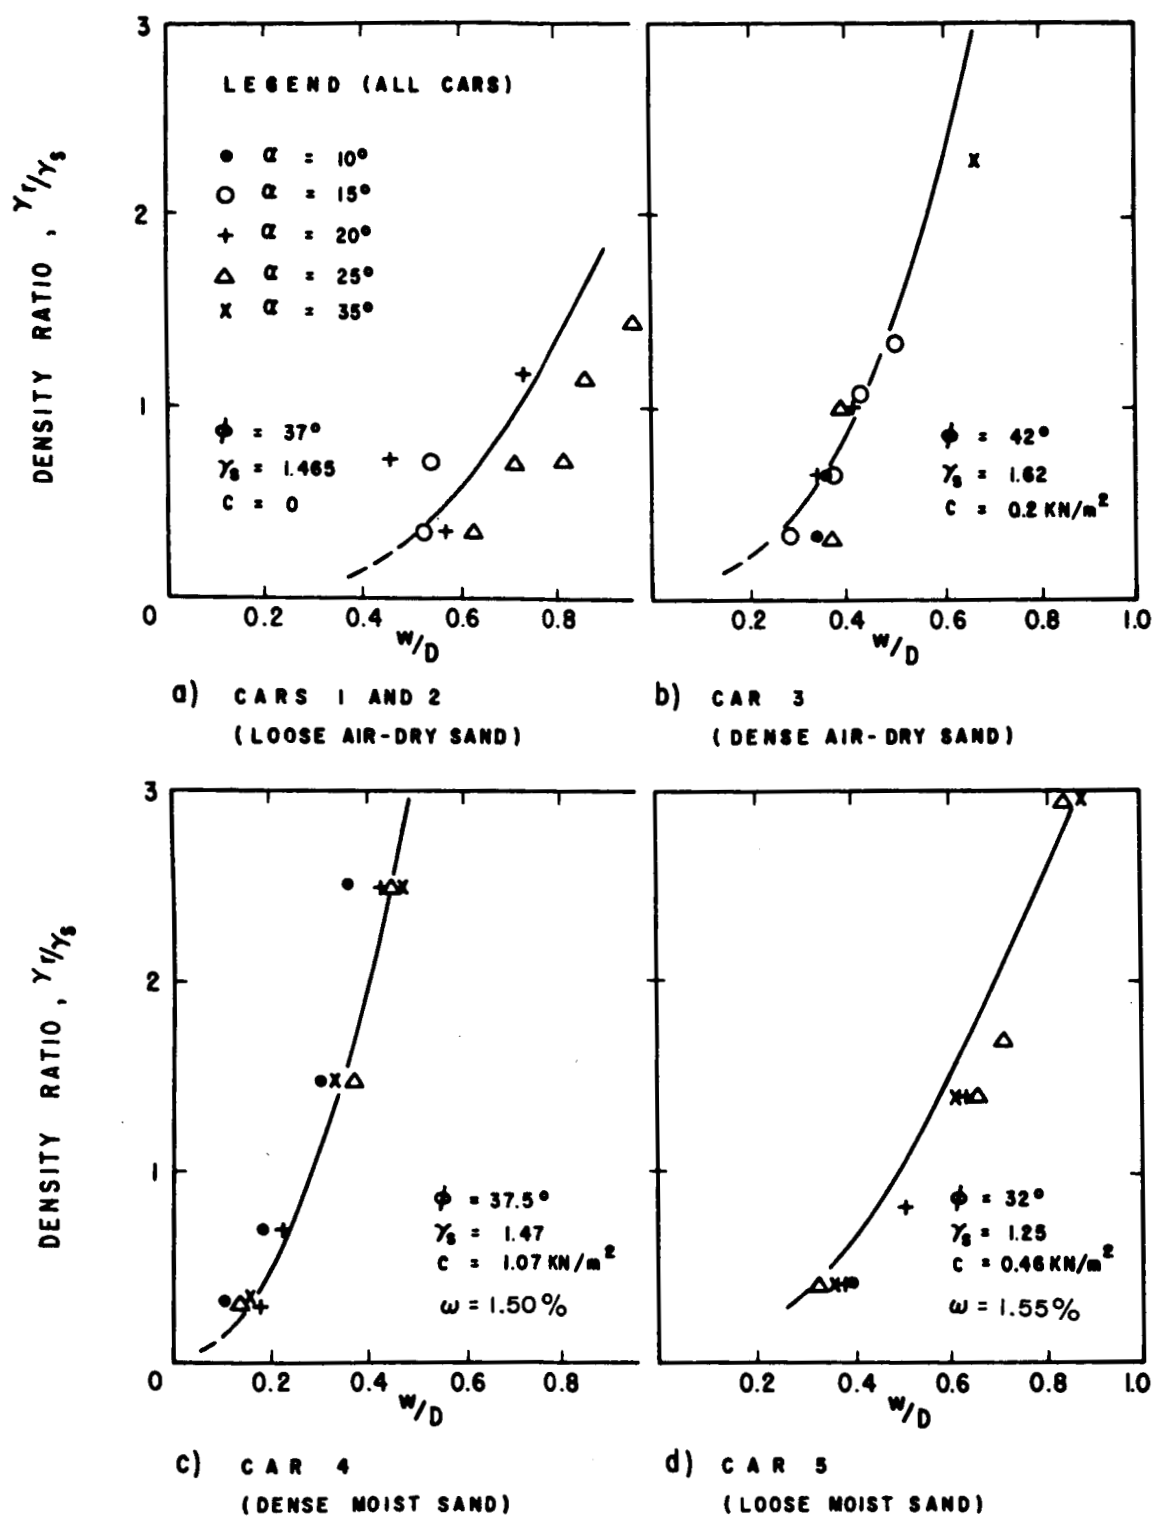 3
2
1
0
DENSITY RATIO, γr/γs
LEGEND (ALL CARS)
● α = 10°
○ α = 15°
+ α = 20°
△ α = 25°
x α = 35°
ϕ = 37°
γs = 1.465
C = 0
0.2 0.4 0.6 0.8
w/D
a) CARS 1 AND 2
(LOOSE AIR-DRY SAND)
ϕ = 42°
γs = 1.62
C = 0.2 KN/m²
0.2 0.4 0.6 0.8 1.0
w/D
b) CAR 3
(DENSE AIR-DRY SAND)
3
2
1
0
DENSITY RATIO, γr/γs
ϕ = 37.5°
γs = 1.47
C = 1.07 KN/m²
ω = 1.50%
0.2 0.4 0.6 0.8
w/D
c) CAR 4
(DENSE MOIST SAND)
ϕ = 32°
γs = 1.25
C = 0.46 KN/m²
ω = 1.55%
0.2 0.4 0.6 0.8 1.0
w/D
d) CAR 5
(LOOSE MOIST SAND)